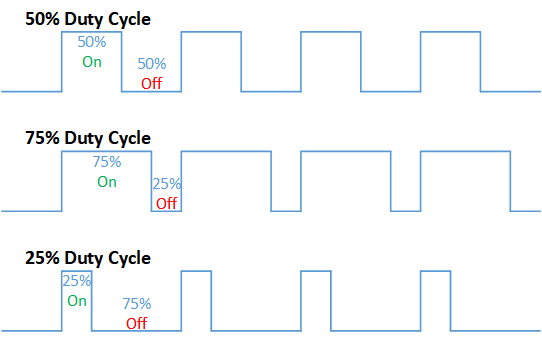 50% Duty Cycle
50%
On
50%
Off
75% Duty Cycle
75%
On
25%
Off
25% Duty Cycle
25%
On
75%
Off